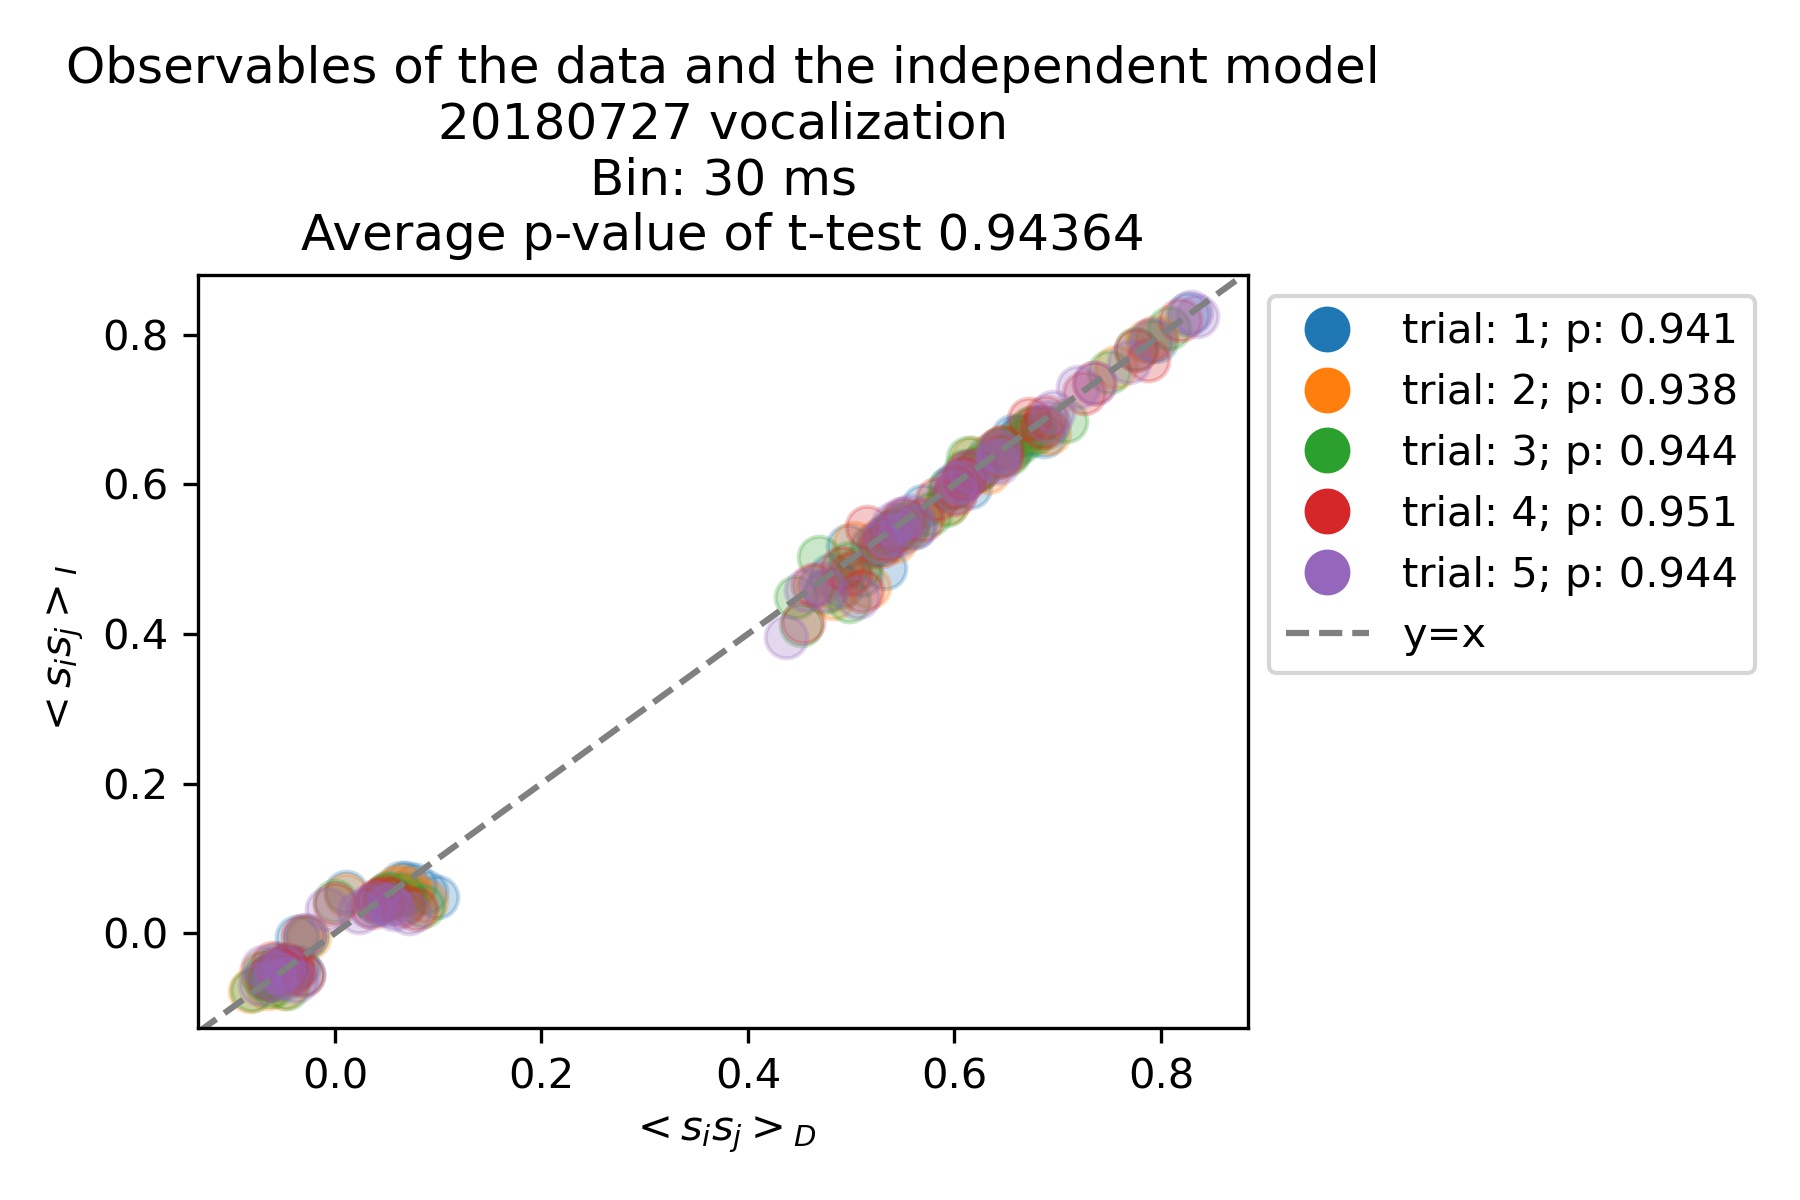 Observables of the data and the independent model
20180727 vocalization
Bin: 30 ms
Average p-value of t-test 0.94364
0.8
0.6
0.4
0.2
0.0
< s_i s_j >_I
0.0 0.2 0.4 0.6 0.8
< s_i s_j >_D
trial: 1; p: 0.941
trial: 2; p: 0.938
trial: 3; p: 0.944
trial: 4; p: 0.951
trial: 5; p: 0.944
y=x